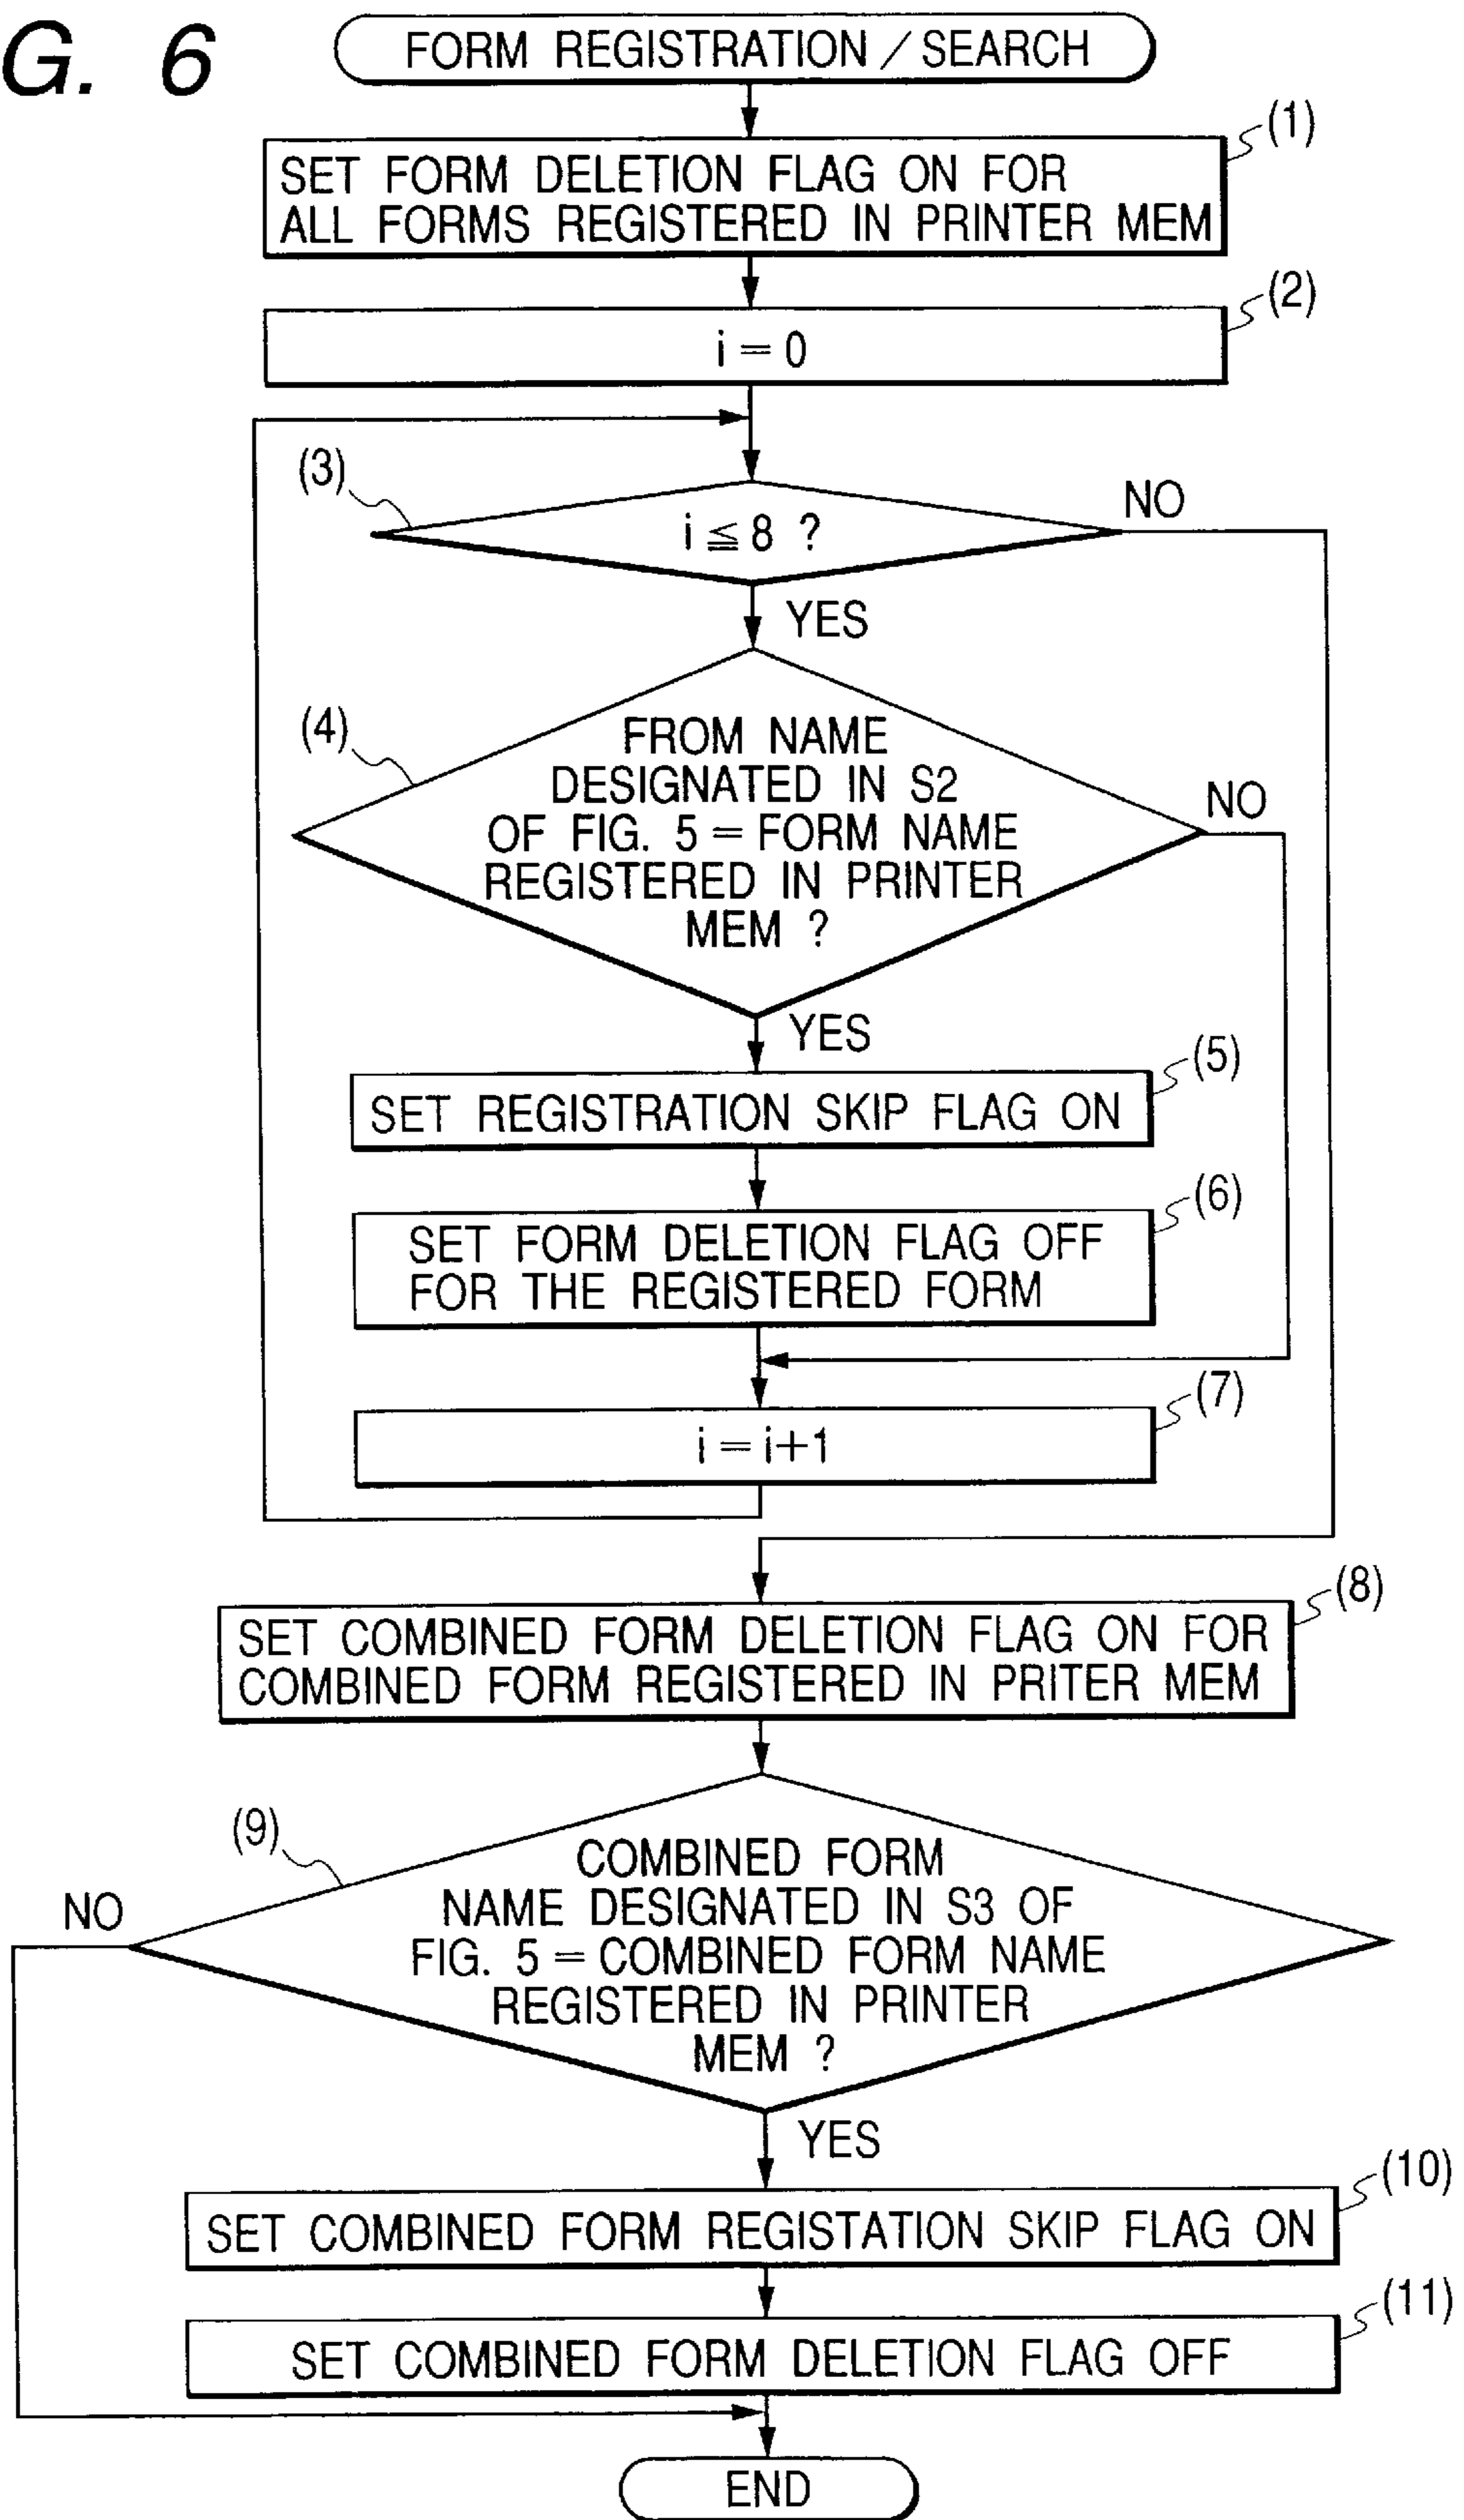 G. 6
FORM REGISTRATION / SEARCH
(1)
SET FORM DELETION FLAG ON FOR
ALL FORMS REGISTERED IN PRINTER MEM
(2)
i = 0
(3)
i ≦ 8 ?
NO
YES
(4)
FROM NAME
DESIGNATED IN S2
OF FIG. 5 = FORM NAME
REGISTERED IN PRINTER
MEM ?
NO
YES
(5)
SET REGISTRATION SKIP FLAG ON
(6)
SET FORM DELETION FLAG OFF
FOR THE REGISTERED FORM
(7)
i = i+1
(8)
SET COMBINED FORM DELETION FLAG ON FOR
COMBINED FORM REGISTERED IN PRITER MEM
(9)
NO
COMBINED FORM
NAME DESIGNATED IN S3 OF
FIG. 5 = COMBINED FORM NAME
REGISTERED IN PRINTER
MEM ?
YES
(10)
SET COMBINED FORM REGISTATION SKIP FLAG ON
(11)
SET COMBINED FORM DELETION FLAG OFF
END